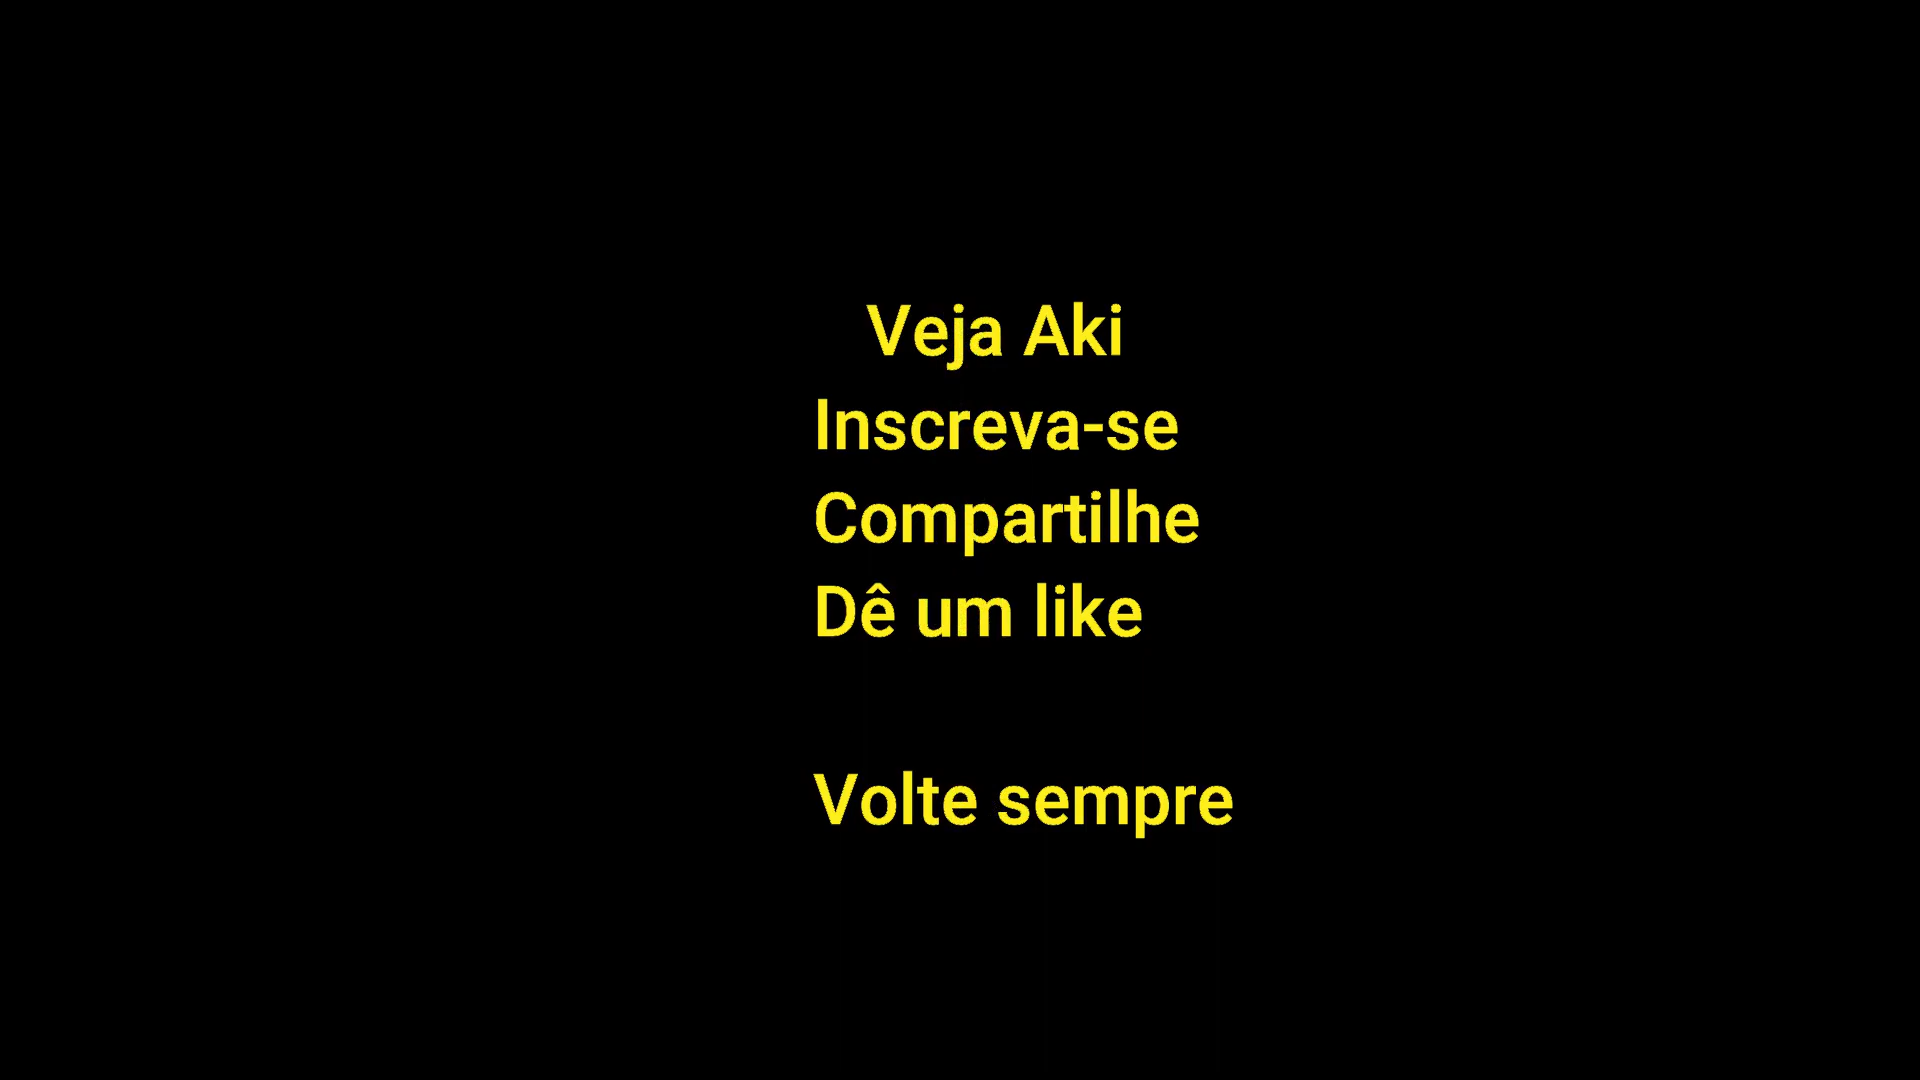 Veja Aki
Inscreva-se
Compartilhe
Dê um like
Volte sempre